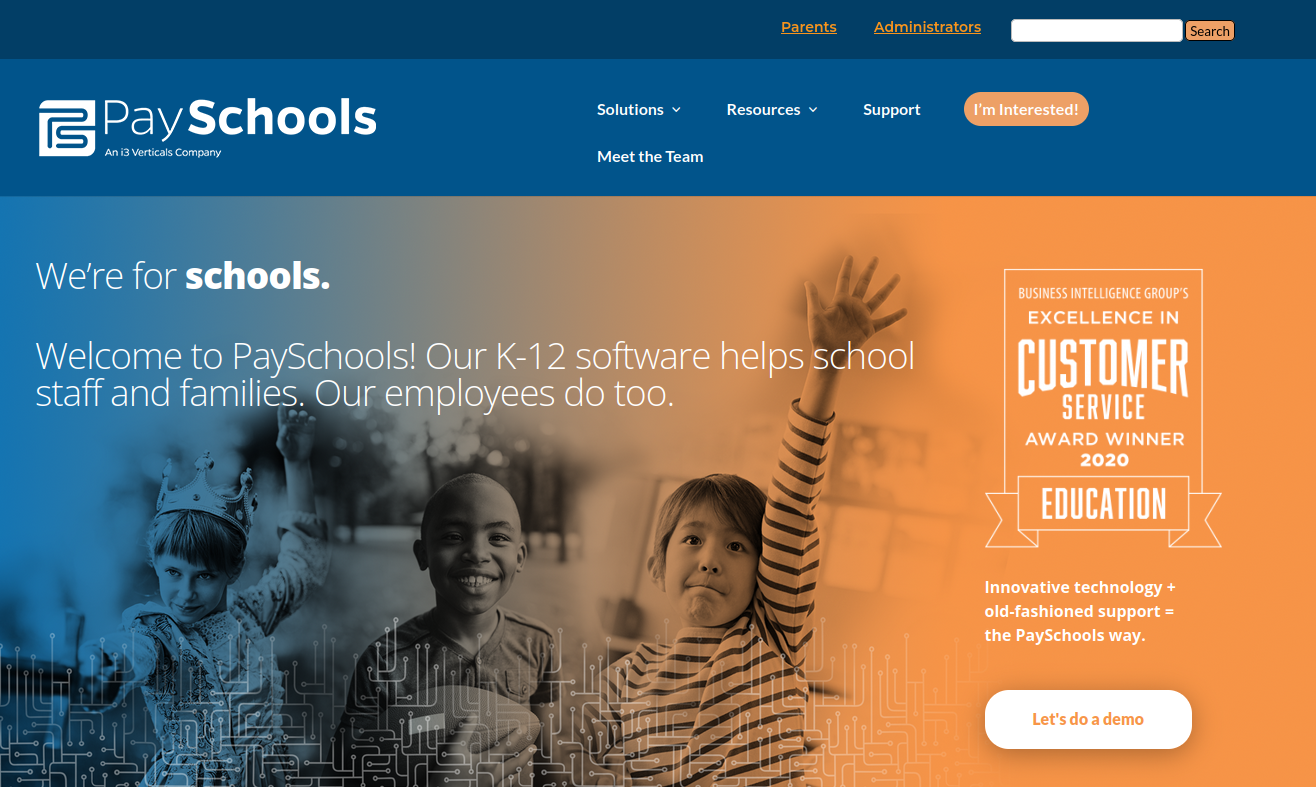 Parents
Administrators
Search
PaySchools
An i3 Verticals Company
Solutions
Resources
Support
I'm Interested!
Meet the Team
We're for schools.
Welcome to PaySchools! Our K-12 software helps school
staff and families. Our employees do too.
BUSINESS INTELLIGENCE GROUP'S
EXCELLENCE IN
CUSTOMER
SERVICE
AWARD WINNER
2020
EDUCATION
Innovative technology +
old-fashioned support =
the PaySchools way.
Let's do a demo